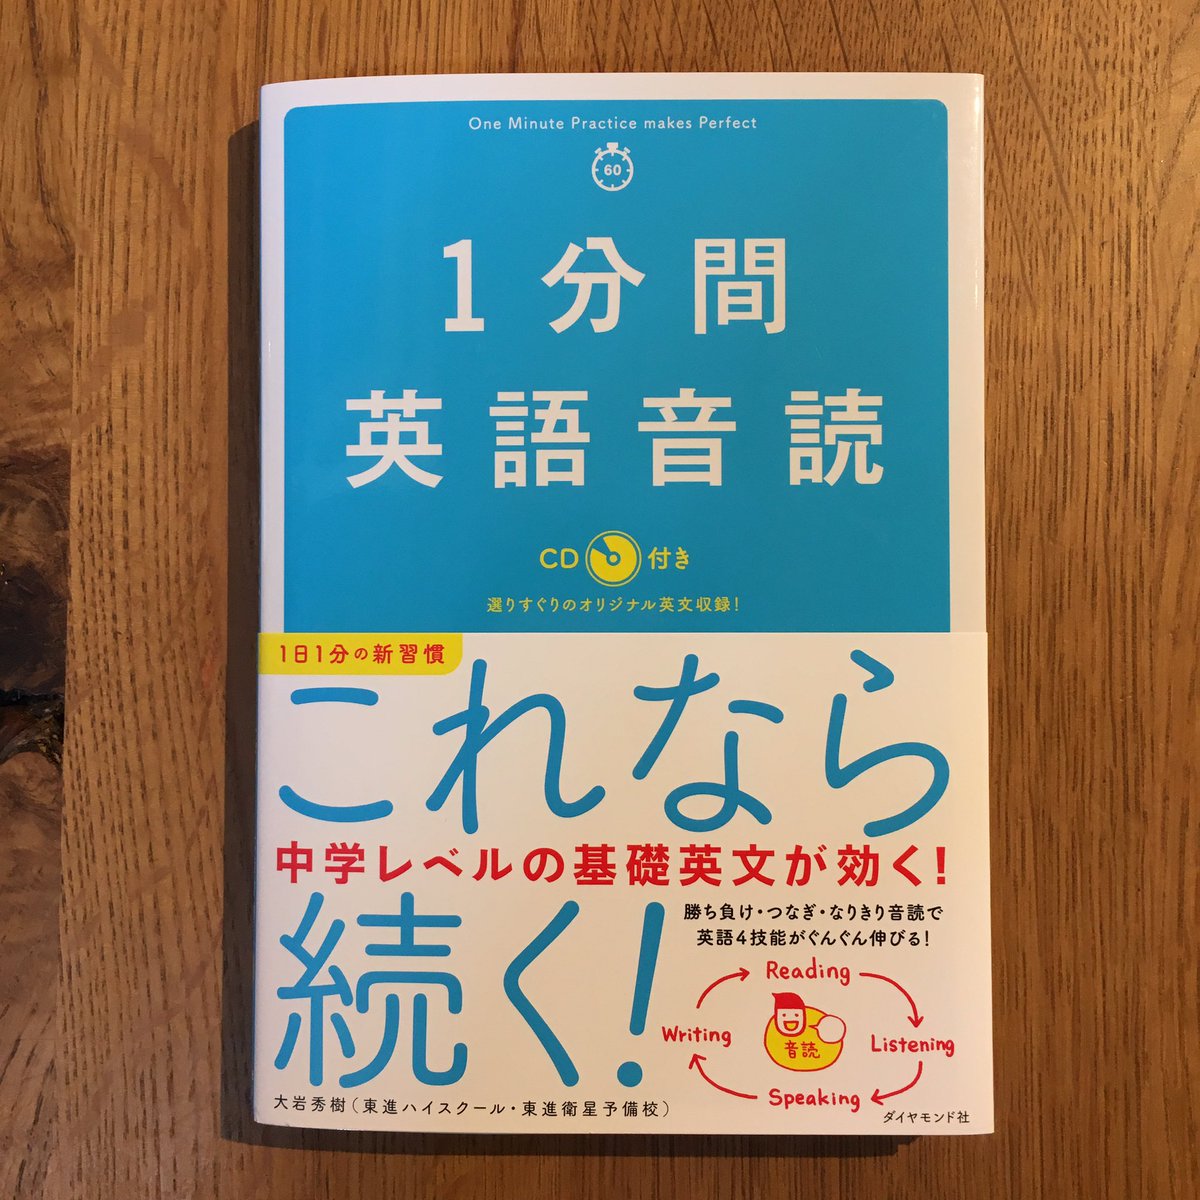 One Minute Practice makes Perfect
60
1分間
英語音読
CD付き
選りすぐりのオリジナル英文収録!
1日1分の新習慣
これなら
中学レベルの基礎英文が効く!
続く!
勝ち負け・つなぎ・なりきり音読で
英語4技能がぐんぐん伸びる!
Reading
Writing
音読
Listening
Speaking
大岩秀樹(東進ハイスクール・東進衛星予備校)
ダイヤモンド社